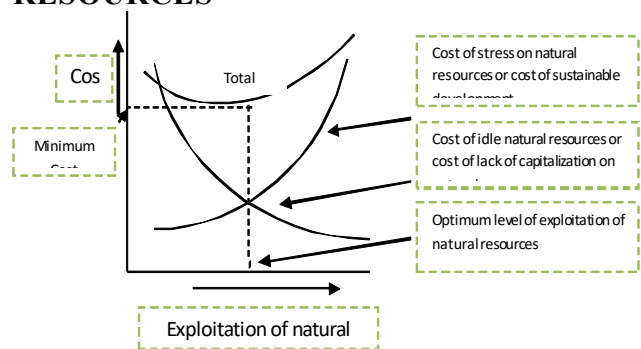 RESOURCES
Cos
Total
Minimum
Cost of stress on natural
resources or cost of sustainable
development
Cost of idle natural resources or
cost of lack of capitalization on
Optimum level of exploitation of
natural resources
Exploitation of natural